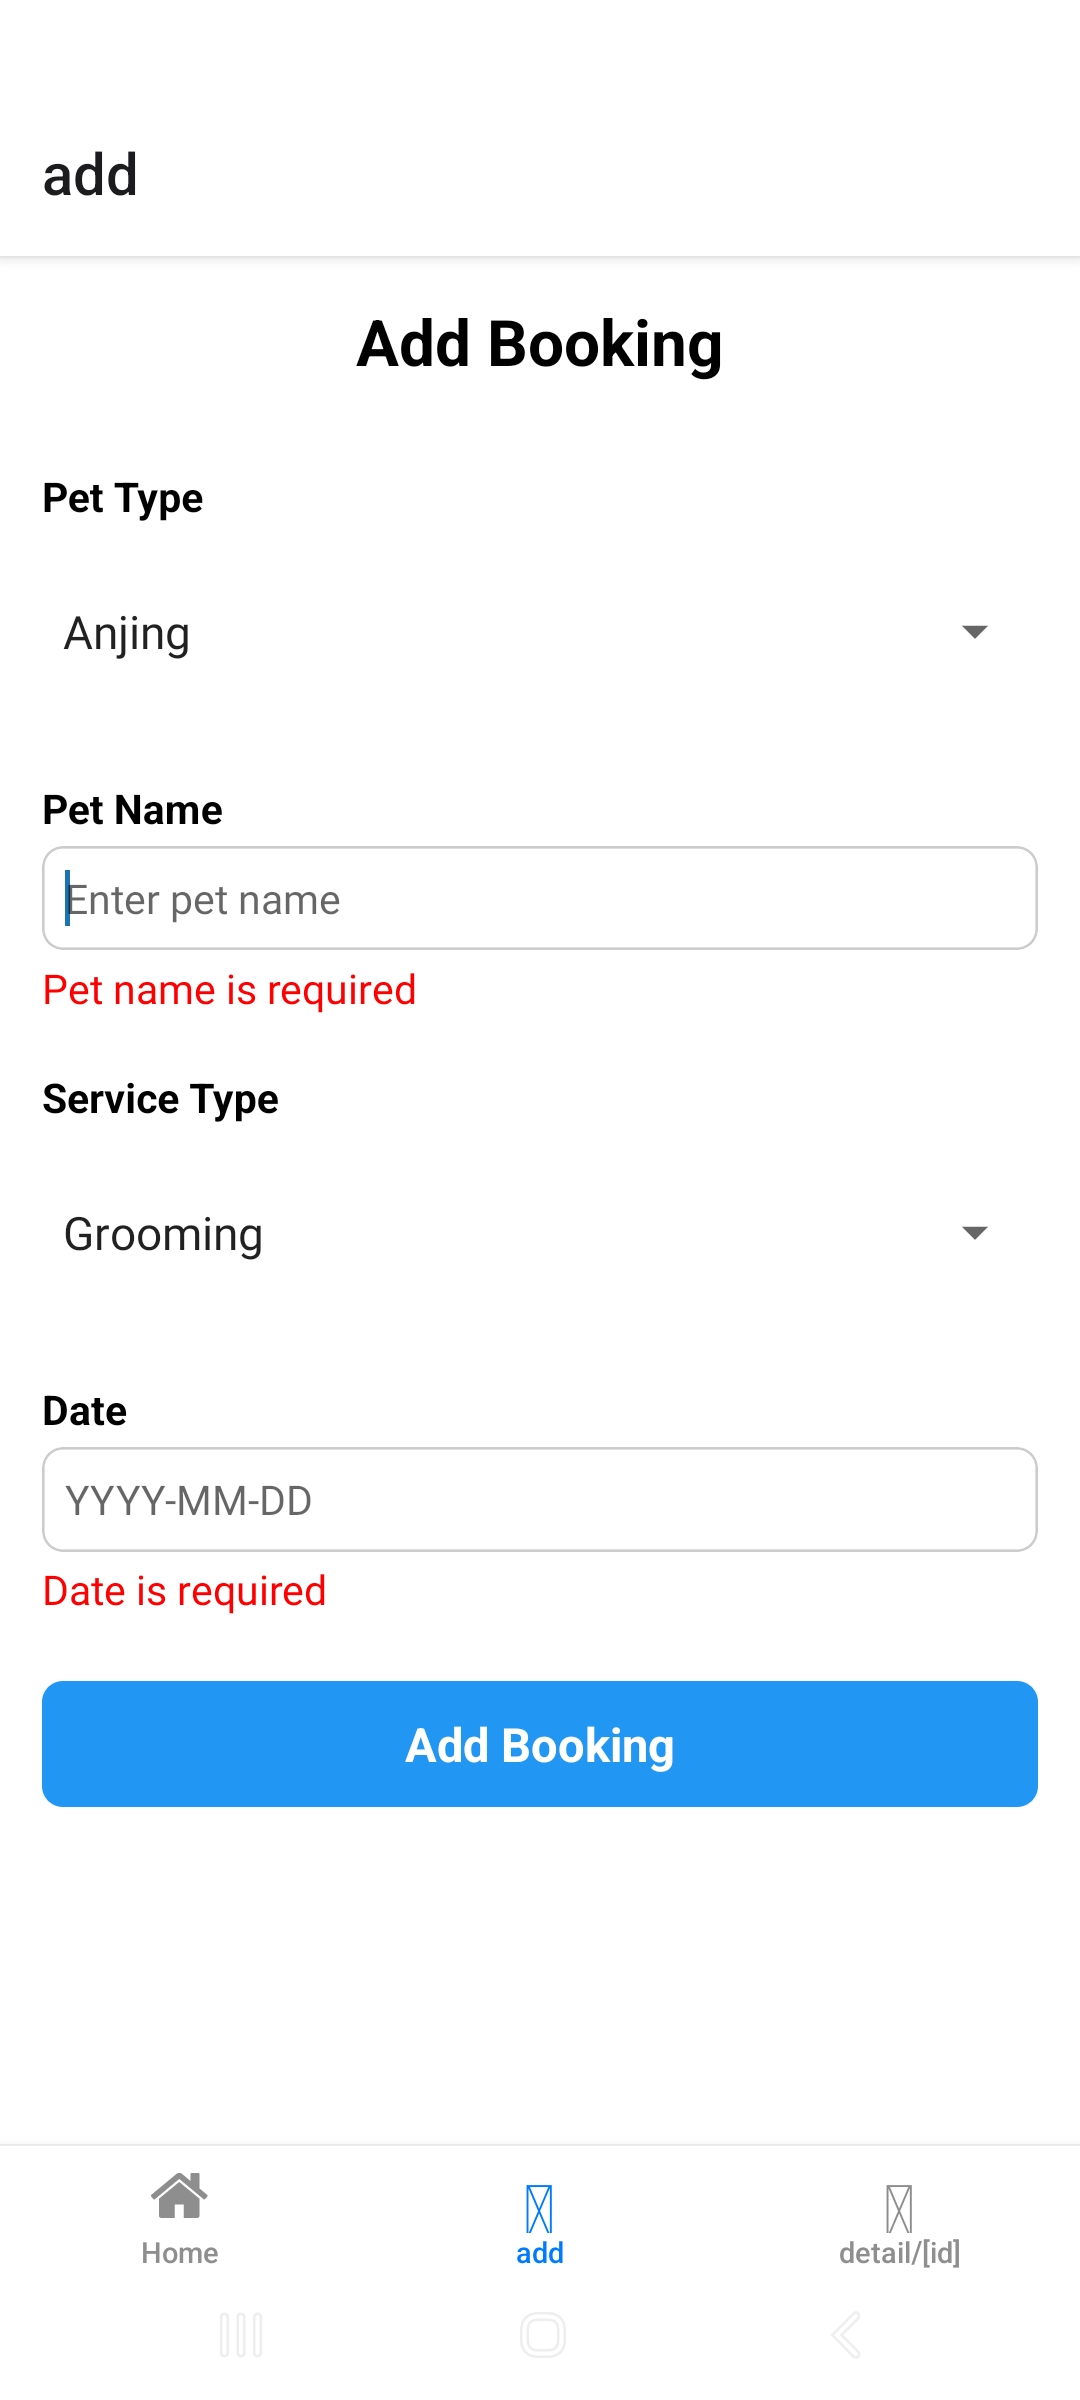 add
Add Booking
Pet Type
Anjing
Pet Name
Enter pet name
Pet name is required
Service Type
Grooming
Date
YYYY-MM-DD
Date is required
Add Booking
Home
add
detail/[id]